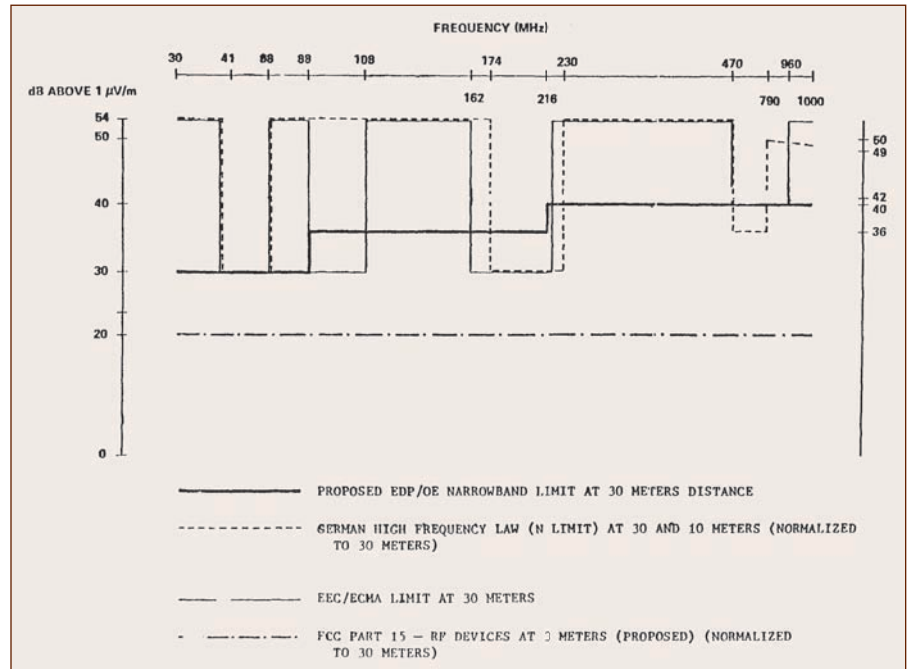 FREQUENCY (MHz)
30 41 68 88 108 174 230 470 960
162 216 790 1000
dB ABOVE 1 µV/m
54
50
40
30
20
0
50
49
42
40
36
PROPOSED EDP/OE NARROWBAND LIMIT AT 30 METERS DISTANCE
GERMAN HIGH FREQUENCY LAW (N LIMIT) AT 30 AND 10 METERS (NORMALIZED
TO 30 METERS)
EEC/ECMA LIMIT AT 30 METERS
FCC PART 15 — RF DEVICES AT METERS (PROPOSED) (NORMALIZED
TO 30 METERS)